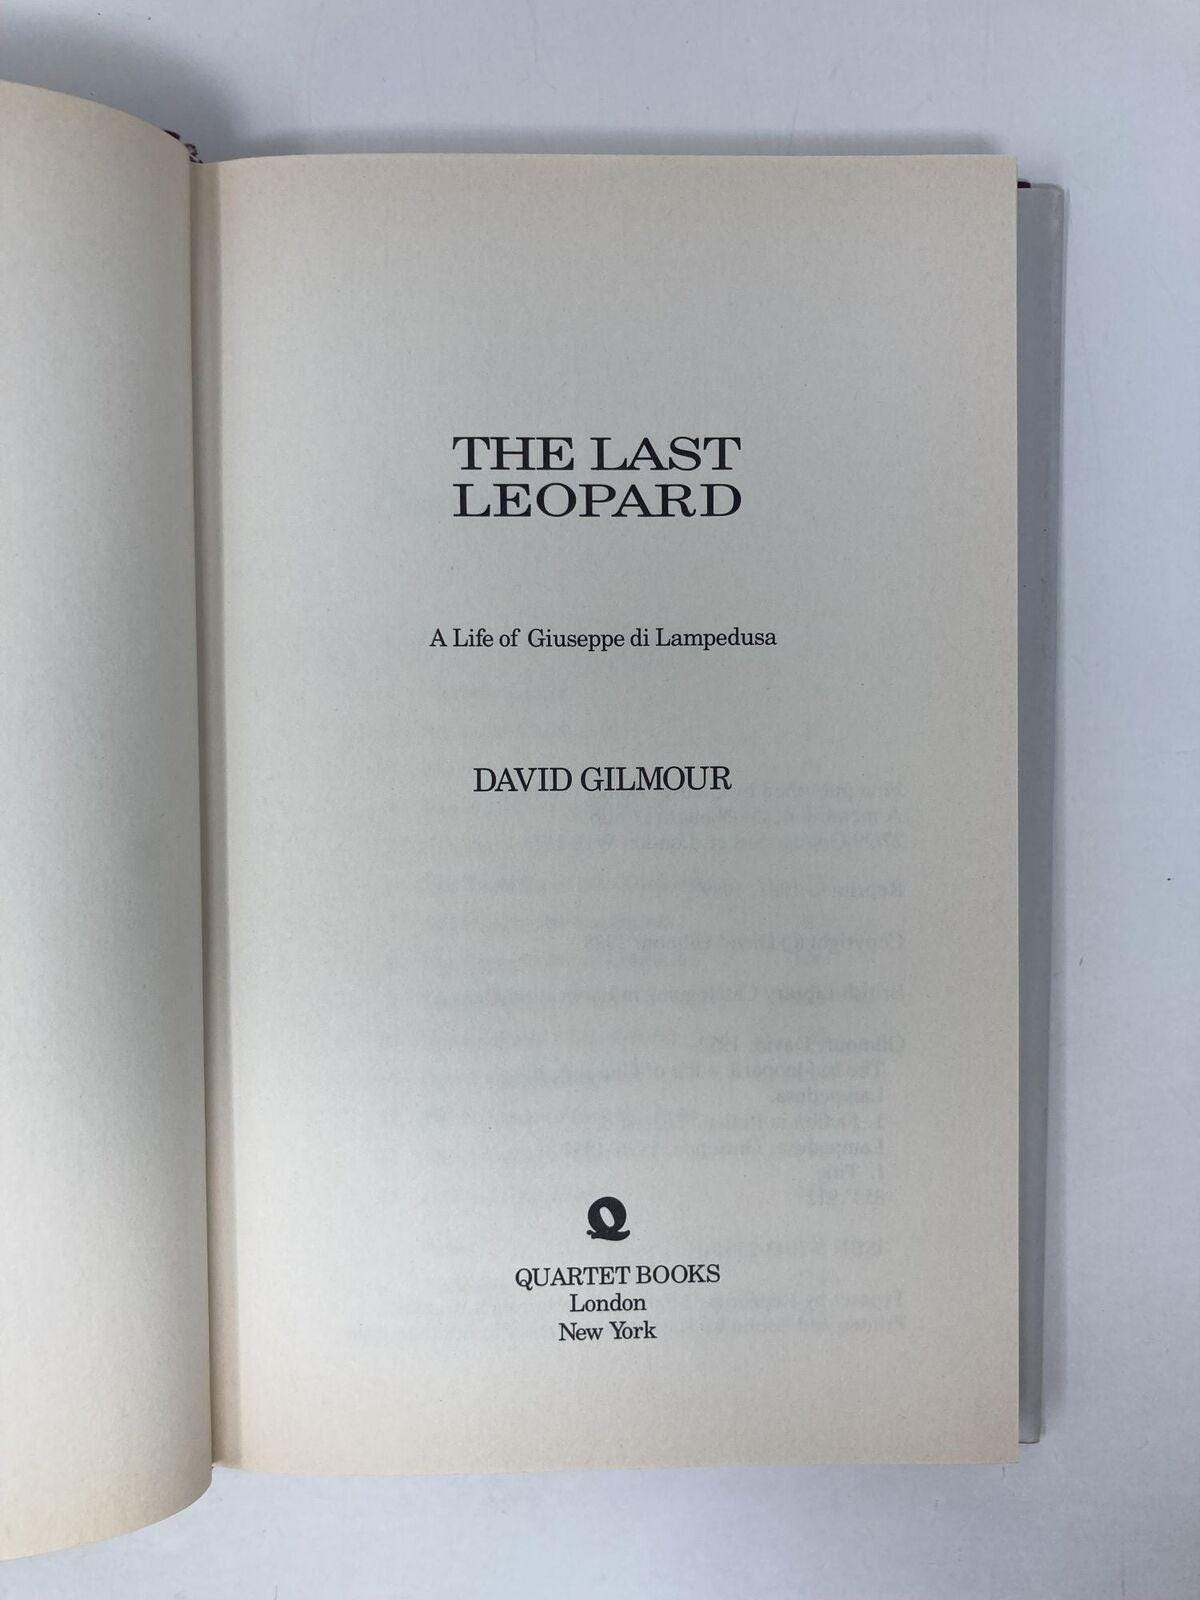 THE LAST
LEOPARD
A Life of Giuseppe di Lampedusa
DAVID GILMOUR
QUARTET BOOKS
London
New York